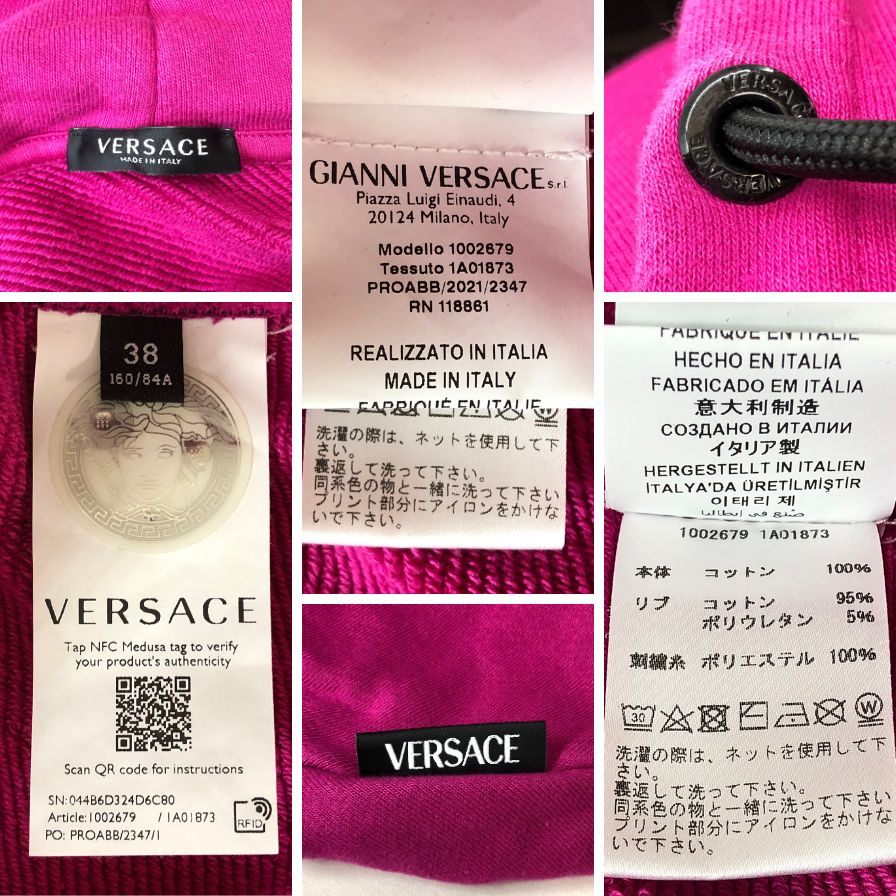 VERSACE
MADE IN ITALY
GIANNI VERSACE S.r.l.
Piazza Luigi Einaudi, 4
20124 Milano, Italy
Modello 1002679
Tessuto 1A01873
PROABB/2021/2347
RN 118861
REALIZZATO IN ITALIA
MADE IN ITALY
FABRIQUÉ EN ITALIE
洗濯の際は、ネットを使用して下
さい。
裏返して洗って下さい。
同系色の物と一緒に洗って下さい
プリント部分にアイロンをかけな
いで下さい。
VERSACE
VERSACE
VERSACE
38
160/84A
VERSACE
Tap NFC Medusa tag to verify
your product's authenticity
Scan QR code for instructions
SN:044B6D324D6C80
Article:1002679 / 1A01873
PO: PROABB/2347/1
RFID
VERSACE
FABRIQUÉ EN ITALIE
HECHO EN ITALIA
FABRICADO EM ITÁLIA
意大利制造
СОЗДАНО В ИТАЛИИ
イタリア製
HERGESTELLT IN ITALIEN
İTALYA'DA ÜRETİLMİŞTİR
이태리 제
صنع في إيطاليا
1002679 1A01873
本体 コットン 100%
リブ コットン 95%
ポリウレタン 5%
刺繍糸 ポリエステル 100%
30
W
洗濯の際は、ネットを使用して下
さい。
裏返して洗って下さい。
同系色の物と一緒に洗って下さい
プリント部分にアイロンをかけな
いで下さい。